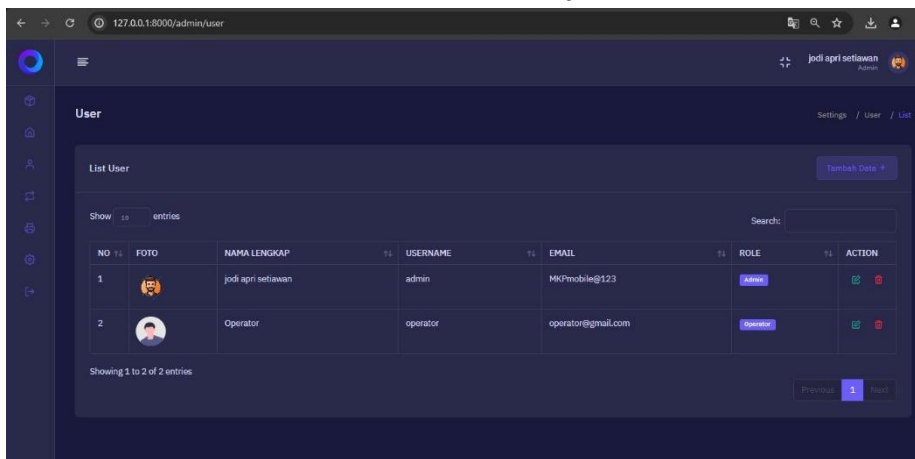 127.0.0.1:8000/admin/user
jodi apri setiawan
Admin
User
Settings / User / List
List User
Tambah Data +
Show 10 entries
Search:
NO FOTO NAMA LENGKAP USERNAME EMAIL ROLE ACTION
1 jodi apri setiawan admin MKPmobile@123 Admin
2 Operator operator operator@gmail.com Operator
Showing 1 to 2 of 2 entries
Previous 1 Next